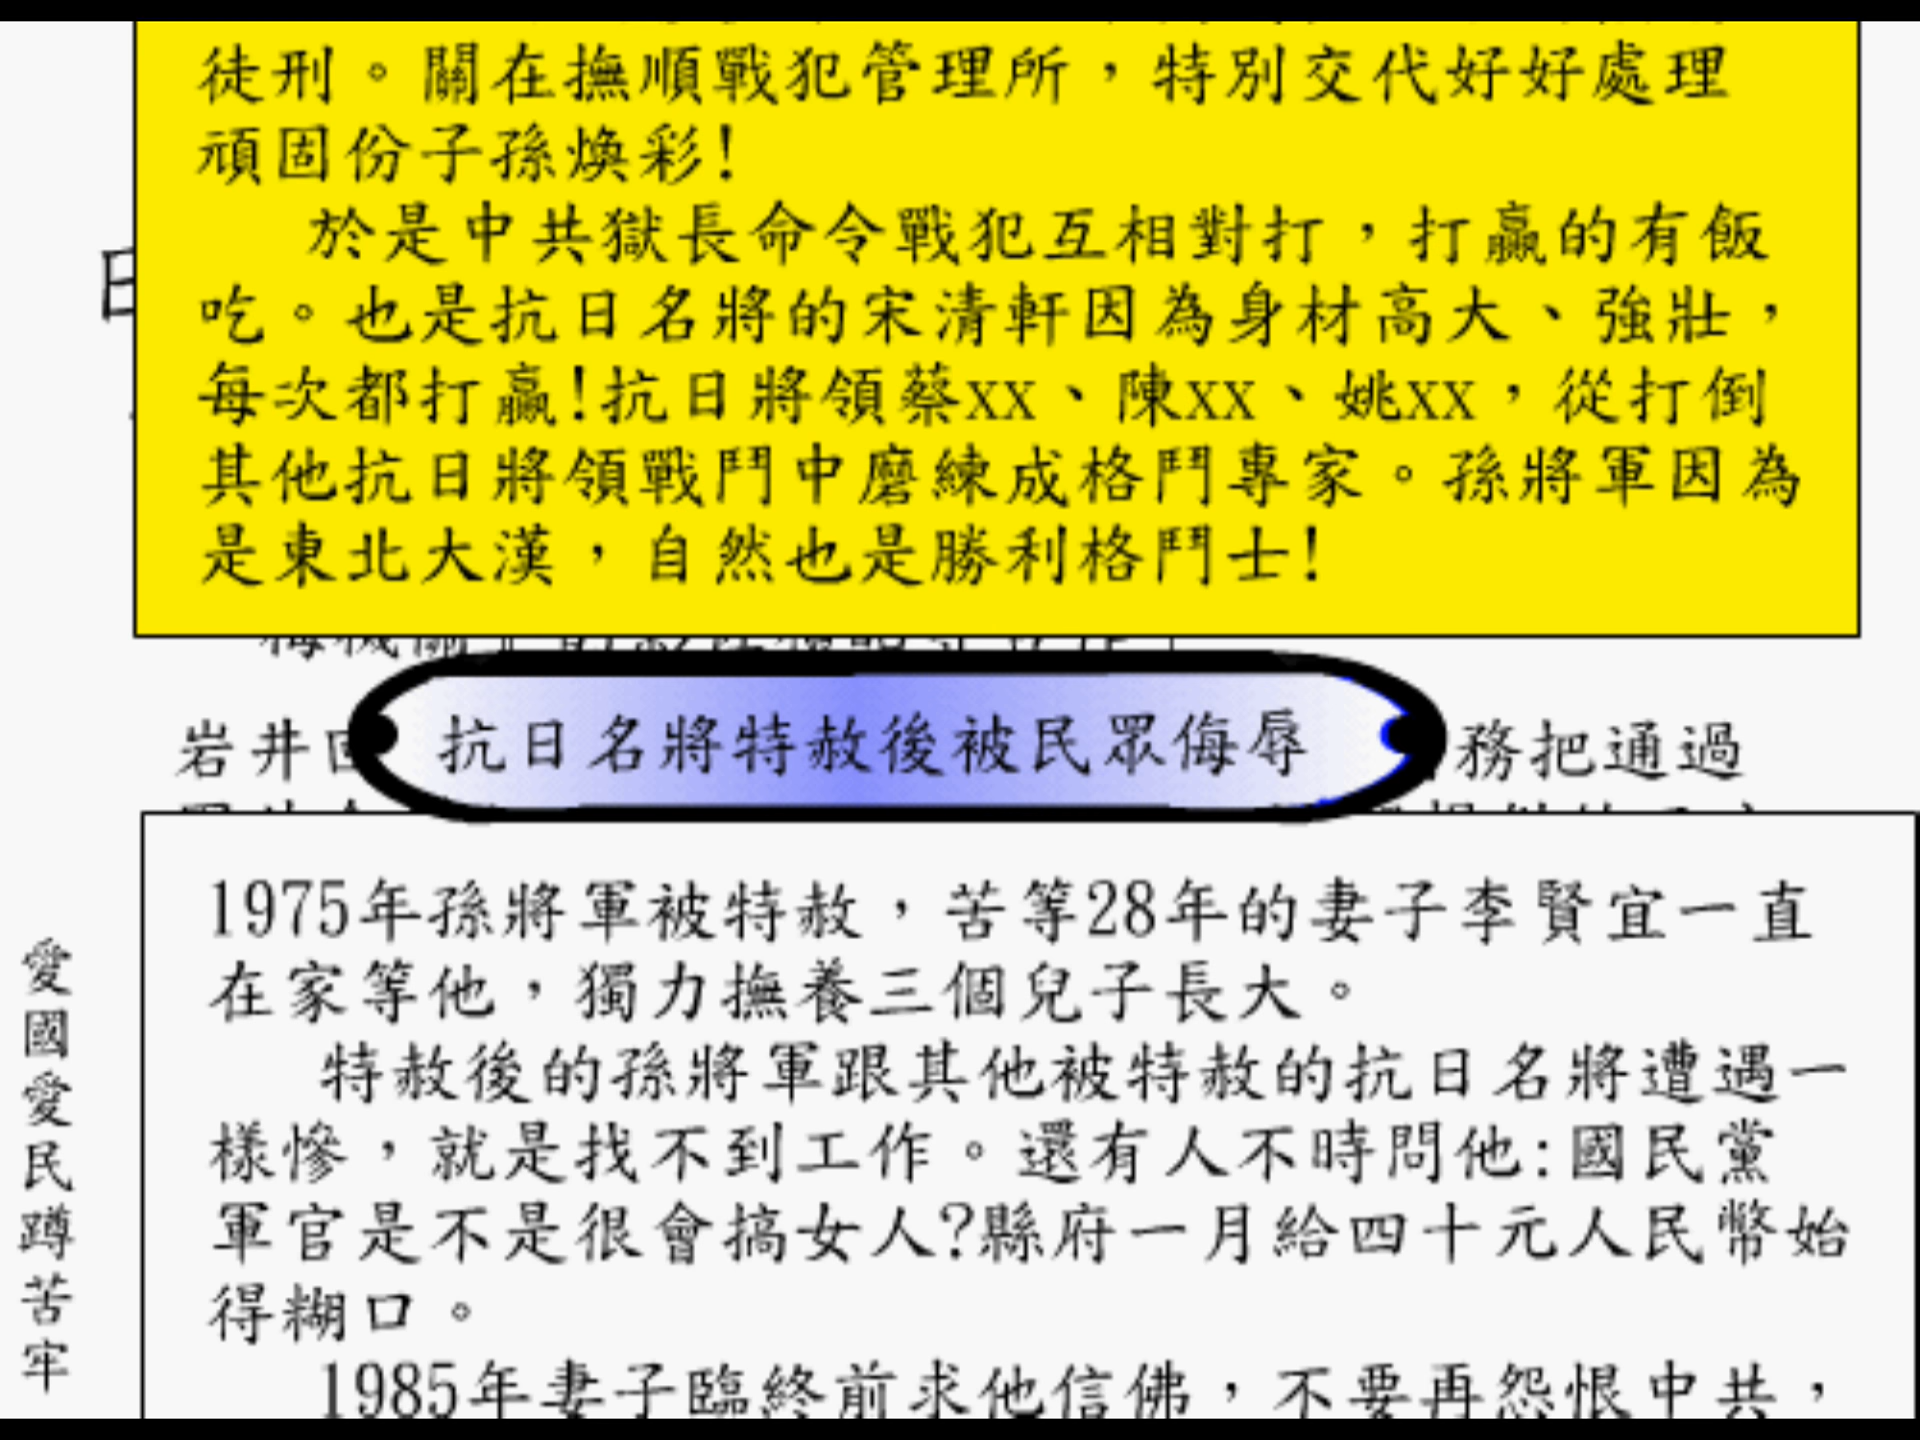 徒刑。關在撫順戰犯管理所，特別交代好好處理
頑固份子孫煥彩!
於是中共獄長命令戰犯互相對打，打贏的有飯
吃。也是抗日名將的宋清軒因為身材高大、強壯，
每次都打贏!抗日將領蔡xx、陳xx、姚xx，從打倒
其他抗日將領戰鬥中磨練成格鬥專家。孫將軍因為
是東北大漢，自然也是勝利格鬥士!
抗日名將特赦後被民眾侮辱
岩井
務把通過
1975年孫將軍被特赦，苦等28年的妻子李賢宜一直
在家等他，獨力撫養三個兒子長大。
特赦後的孫將軍跟其他被特赦的抗日名將遭遇一
樣慘，就是找不到工作。還有人不時問他:國民黨
軍官是不是很會搞女人?縣府一月給四十元人民幣始
得糊口。
1985年妻子臨終前求他信佛，不要再怨恨中共，
愛國愛民蹲苦牢